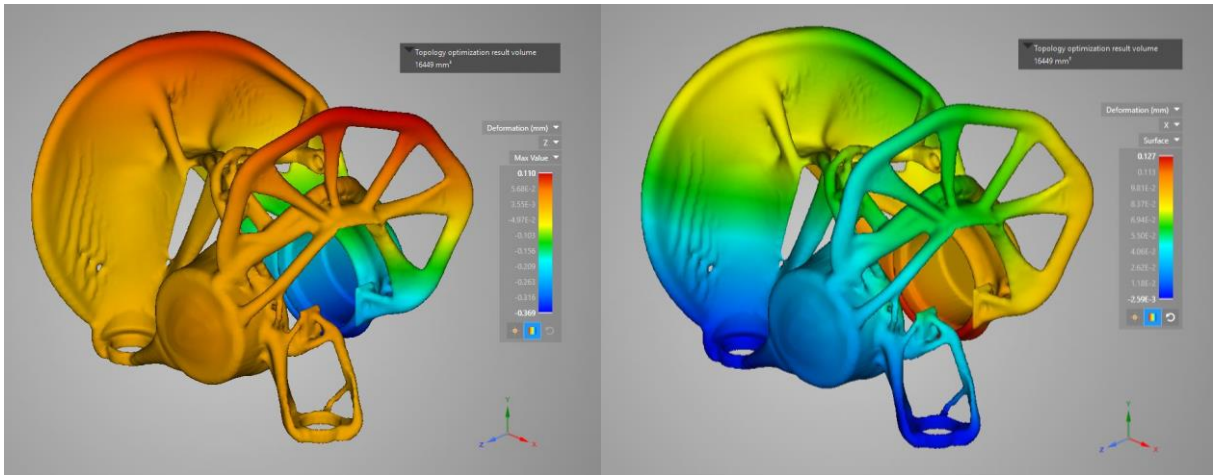 Topology optimization result volume
16449 mm³
Deformation (mm)
Z
Max Value
0.110
5.68E-2
3.55E-3
-4.97E-2
-0.103
-0.156
-0.209
-0.263
-0.316
-0.369
Y
Z
X
Topology optimization result volume
16449 mm³
Deformation (mm)
X
Surface
0.127
0.113
9.81E-2
8.37E-2
6.94E-2
5.50E-2
4.06E-2
2.62E-2
1.18E-2
-2.59E-3
Y
Z
X